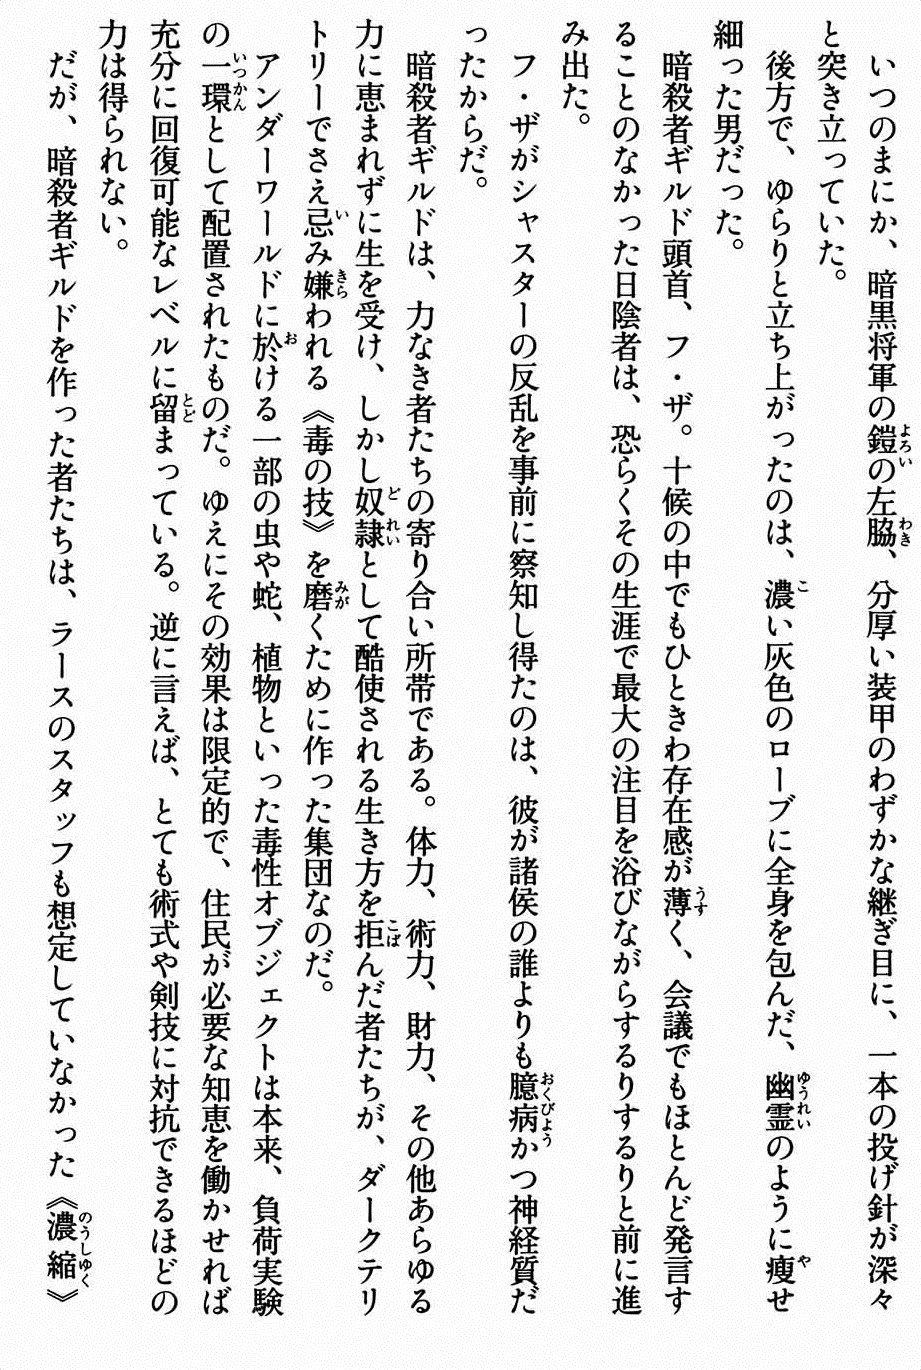 いつのまにか、暗黒将軍の鎧の左脇、分厚い装甲のわずかな継ぎ目に、一本の投げ針が深々
と突き立っていた。
後方で、ゆらりと立ち上がったのは、濃い灰色のローブに全身を包んだ、幽霊のように痩せ
細った男だった。
暗殺者ギルド頭首、フ・ザ。十候の中でもひときわ存在感が薄く、会議でもほとんど発言す
ることのなかった日陰者は、恐らくその生涯で最大の注目を浴びながらするりするりと前に進
み出た。
フ・ザがシャスターの反乱を事前に察知し得たのは、彼が諸侯の誰よりも臆病かつ神経質だ
ったからだ。
暗殺者ギルドは、力なき者たちの寄り合い所帯である。体力、術力、財力、その他あらゆる
力に恵まれずに生を受け、しかし奴隷として酷使される生き方を拒んだ者たちが、ダークテリ
トリーでさえ忌み嫌われる《毒の技》を磨くために作った集団なのだ。
アンダーワールドに於ける一部の虫や蛇、植物といった毒性オブジェクトは本来、負荷実験
の一環として配置されたものだ。ゆえにその効果は限定的で、住民が必要な知恵を働かせれば
充分に回復可能なレベルに留まっている。逆に言えば、とても術式や剣技に対抗できるほどの
力は得られない。
だが、暗殺者ギルドを作った者たちは、ラースのスタッフも想定していなかった《濃縮》